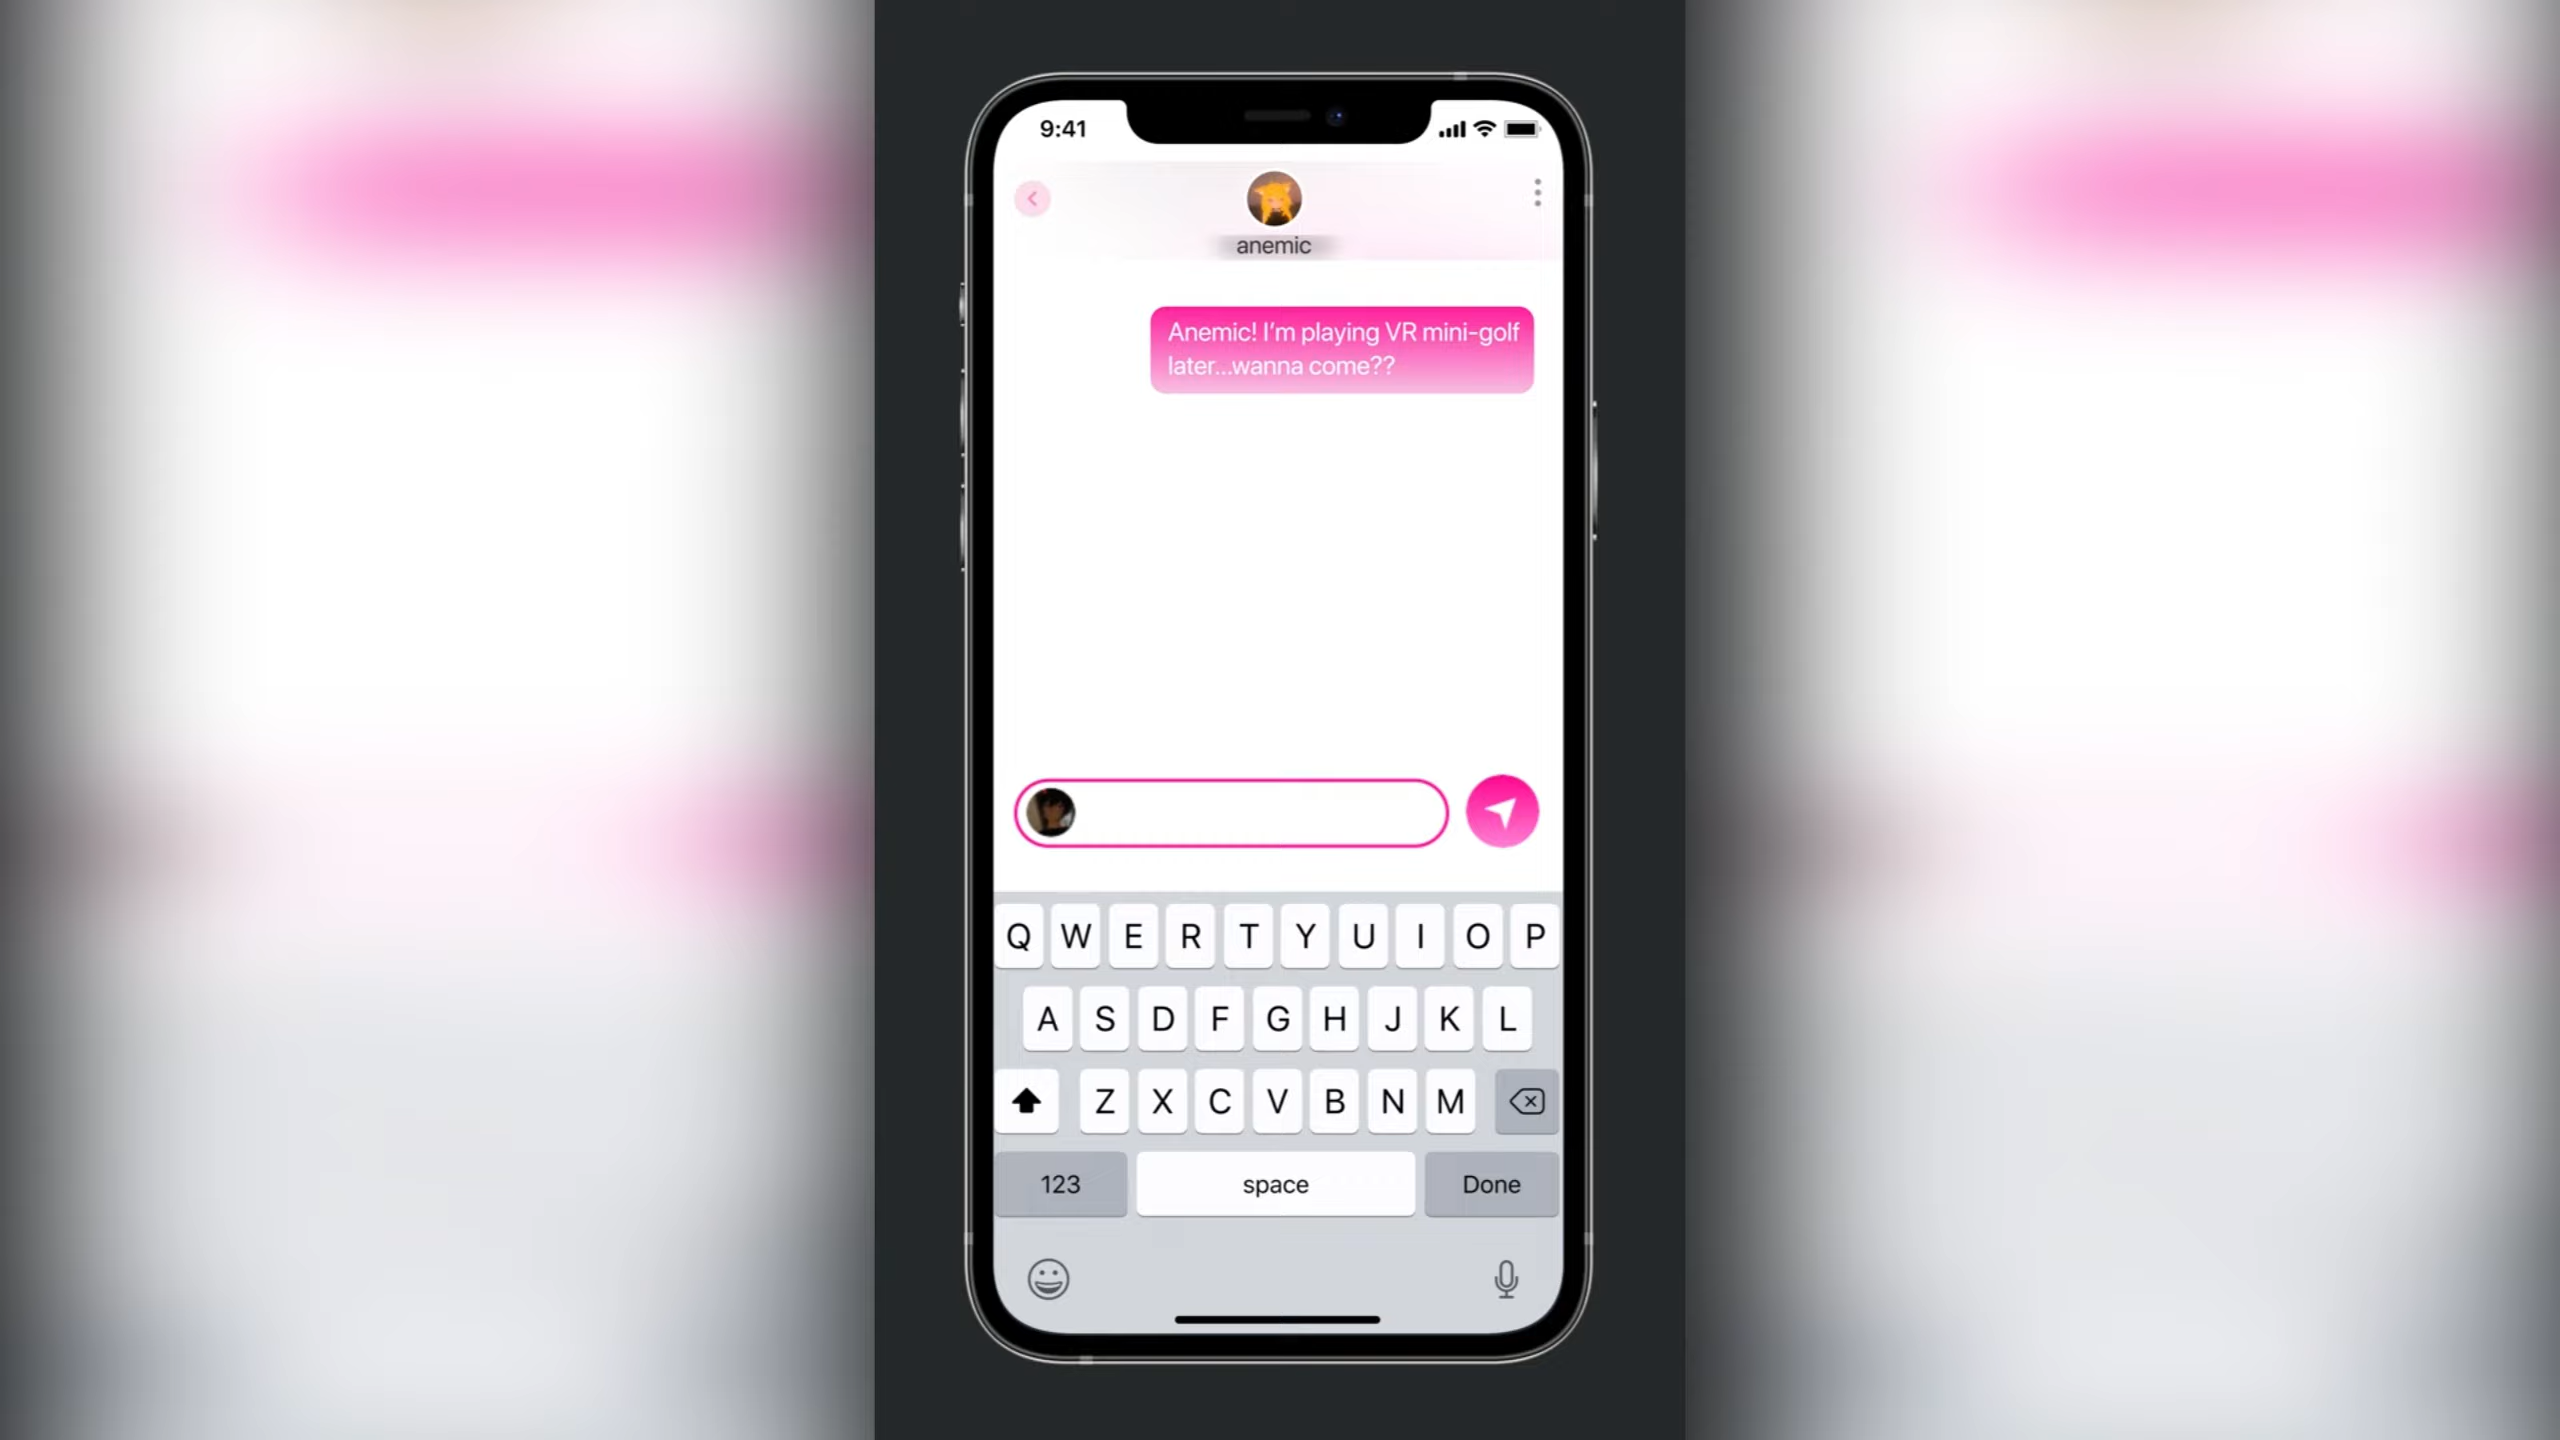 9:41
anemic
Anemic! I’m playing VR mini-golf
later...wanna come??
Q W E R T Y U I O P
A S D F G H J K L
Z X C V B N M
123 space Done